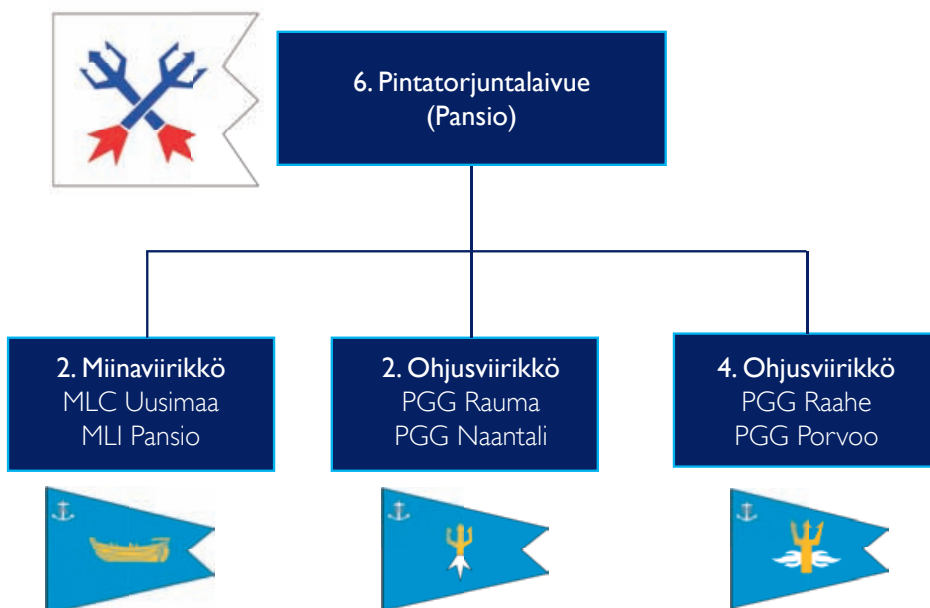 6. Pintatorjuntalaivue
(Pansio)
2. Miinaviirikkö
MLC Uusimaa
MLI Pansio
2. Ohjusviirikkö
PGG Rauma
PGG Naantali
4. Ohjusviirikkö
PGG Raahe
PGG Porvoo